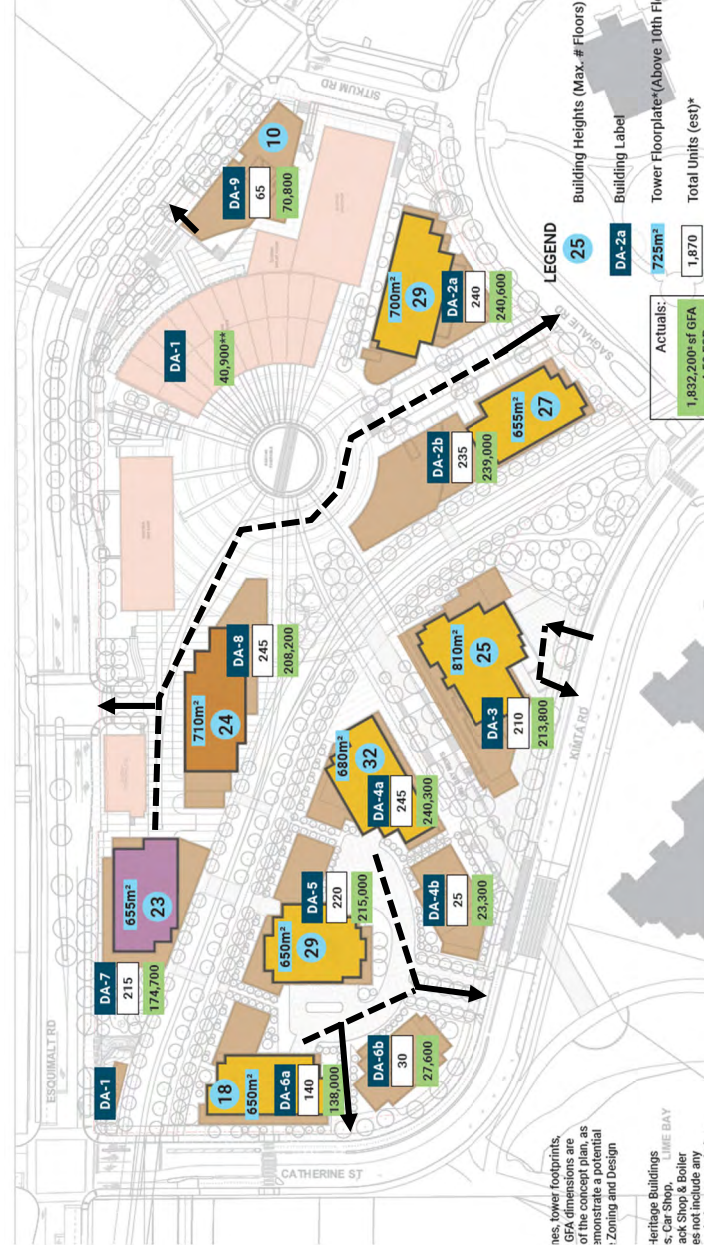 SITKUM RD
10
DA-9
65
70,800
DA-1
40,900**
700m²
29
DA-2a
240
240,600
SAGHALIE RD
655m²
27
DA-2b
235
239,000
710m²
24
DA-8
245
208,200
810m²
25
DA-3
210
213,800
KIMTA RD
680m²
32
DA-4a
245
240,300
655m²
23
DA-7
215
174,700
650m²
29
DA-5
220
215,000
DA-4b
25
23,300
ESQUIMALT RD
DA-1
18
650m²
DA-6a
140
138,000
DA-6b
30
27,600
CATHERINE ST
LIME BAY
LEGEND
25
Building Heights (Max. # Floors)
DA-2a
Building Label
725m²
Tower Floorplate*(Above 10th Fl
1,870
Total Units (est)*
Actuals:
1,832,200*sf GFA
nes, tower footprints,
GFA dimensions are
of the concept plan, as
emonstrate a potential
Zoning and Design
Heritage Buildings
s, Car Shop,
ack Shop & Boiler
es not include any